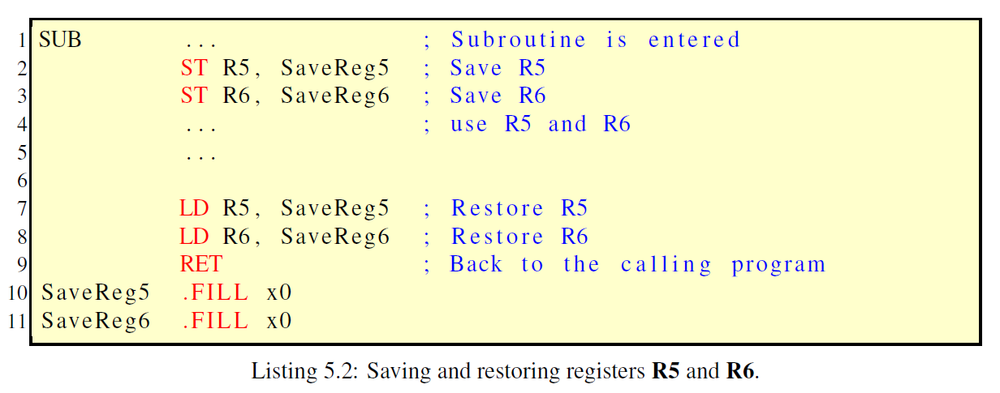 1 SUB ... ; Subroutine is entered
2 ST R5, SaveReg5 ; Save R5
3 ST R6, SaveReg6 ; Save R6
4 ... ; use R5 and R6
5 ...
6
7 LD R5, SaveReg5 ; Restore R5
8 LD R6, SaveReg6 ; Restore R6
9 RET ; Back to the calling program
10 SaveReg5 .FILL x0
11 SaveReg6 .FILL x0
Listing 5.2: Saving and restoring registers R5 and R6.